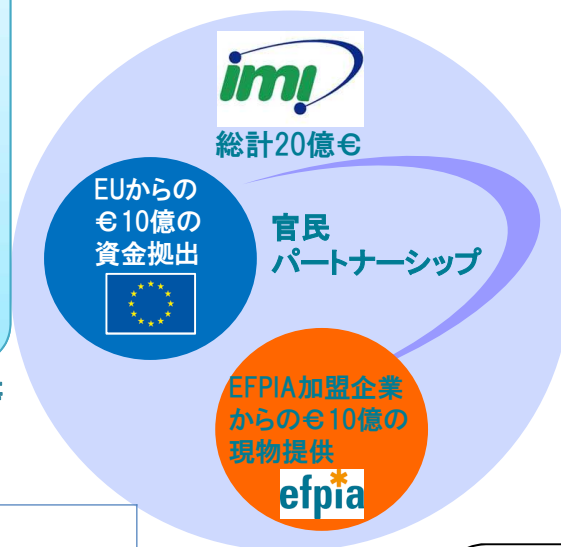 imi
総計20億€
EUからの
€10億の
資金拠出
官民
パートナーシップ
EFPIA加盟企業
からの€10億の
現物提供
efpia